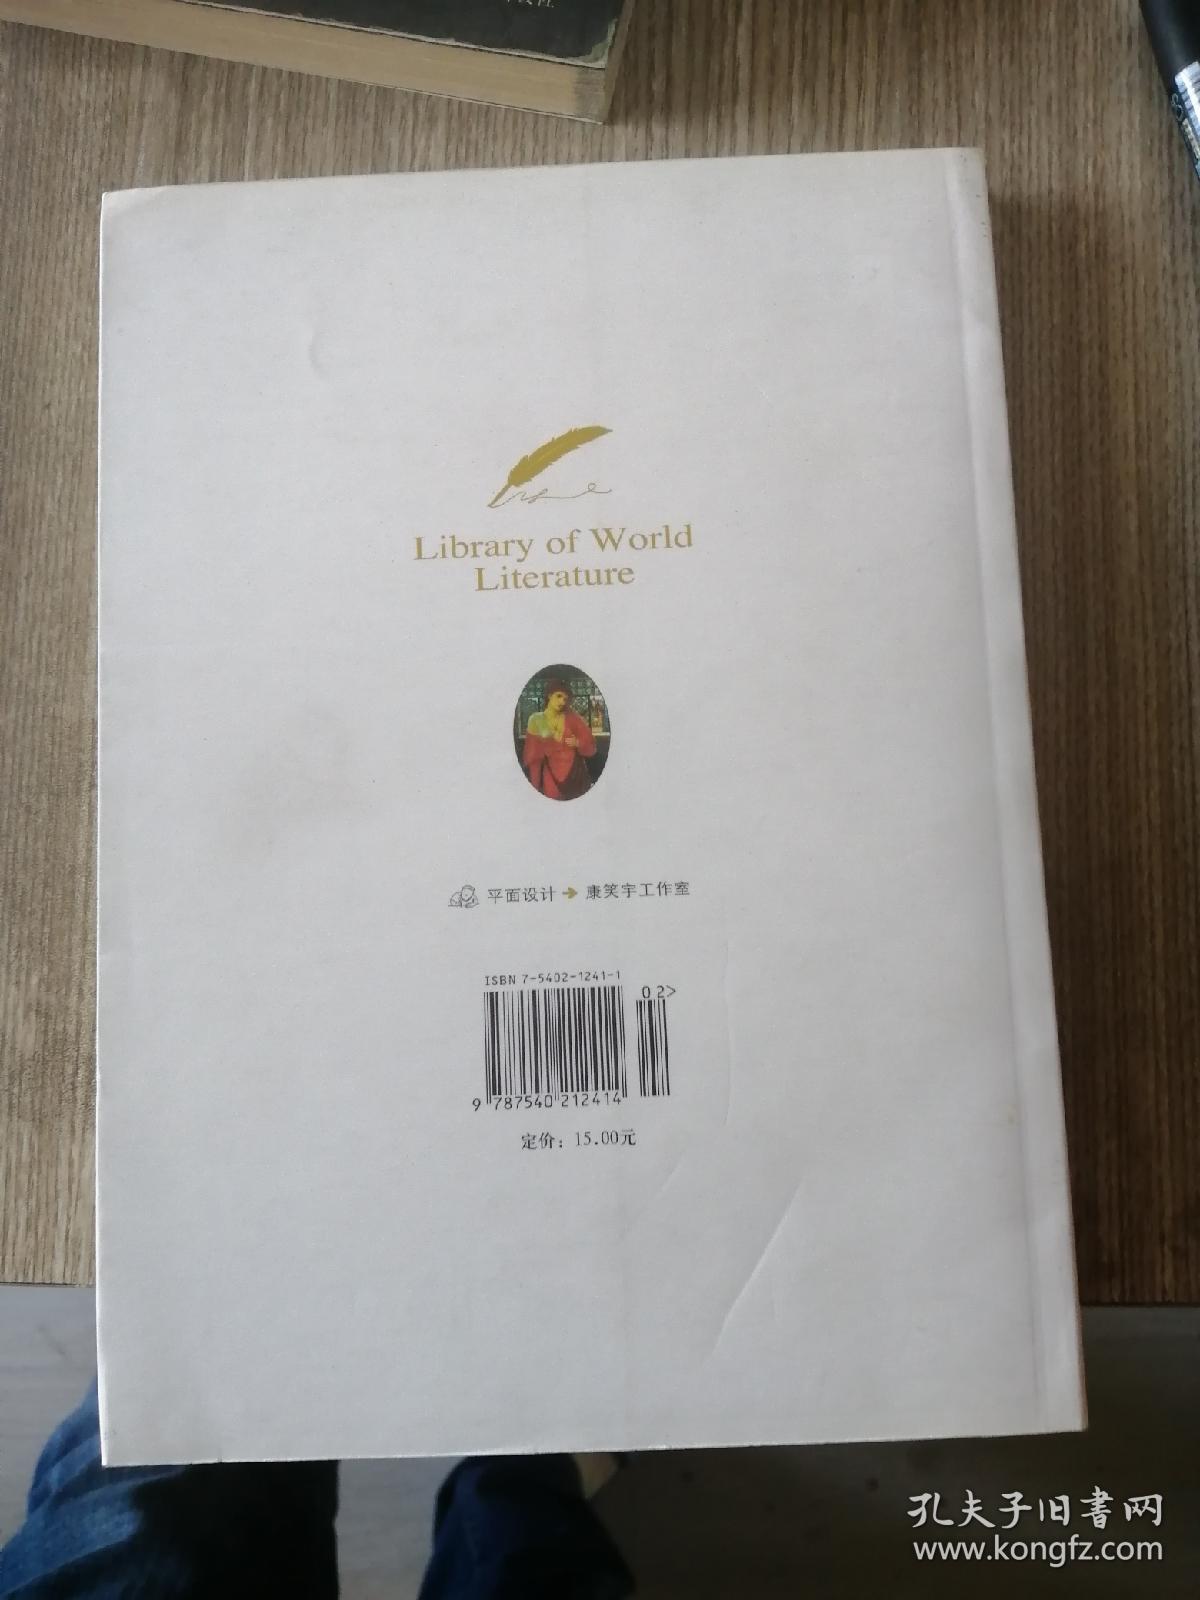 Library of World
Literature
平面设计 → 康笑宇工作室
ISBN 7-5402-1241-1
02>
9 787540 212414
定价：15.00元
孔夫子旧書网
www.kongfz.com